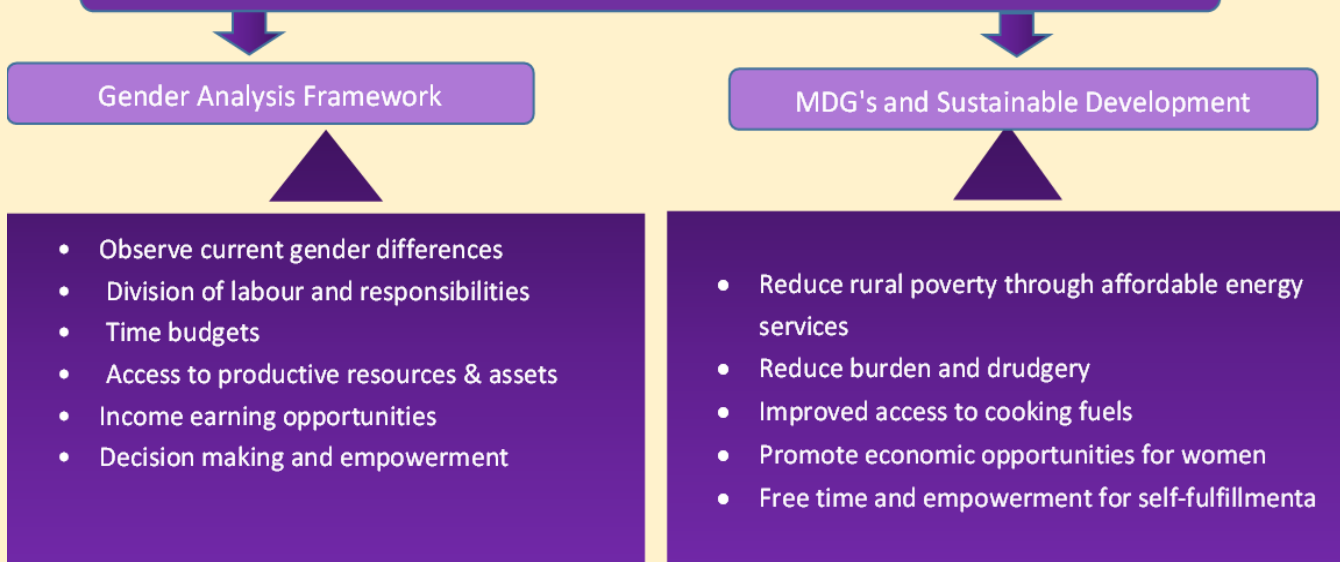 Gender Analysis Framework
MDG's and Sustainable Development
• Observe current gender differences
• Division of labour and responsibilities
• Time budgets
• Access to productive resources & assets
• Income earning opportunities
• Decision making and empowerment
• Reduce rural poverty through affordable energy
services
• Reduce burden and drudgery
• Improved access to cooking fuels
• Promote economic opportunities for women
• Free time and empowerment for self-fulfillmenta